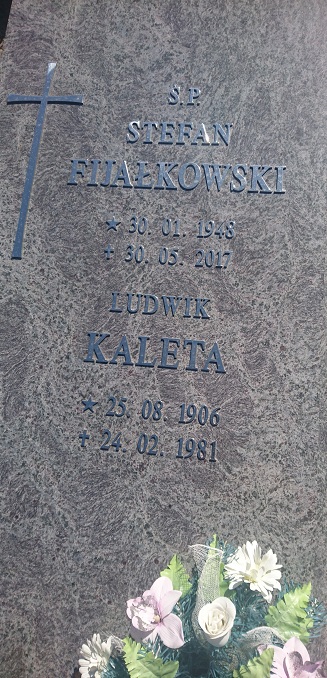 Ś.P.
STEFAN
FIJAŁKOWSKI
★ 30. 01. 1948
✝ 30. 05. 2017
LUDWIK
KALETA
★ 25. 08. 1906
✝ 24. 02. 1981